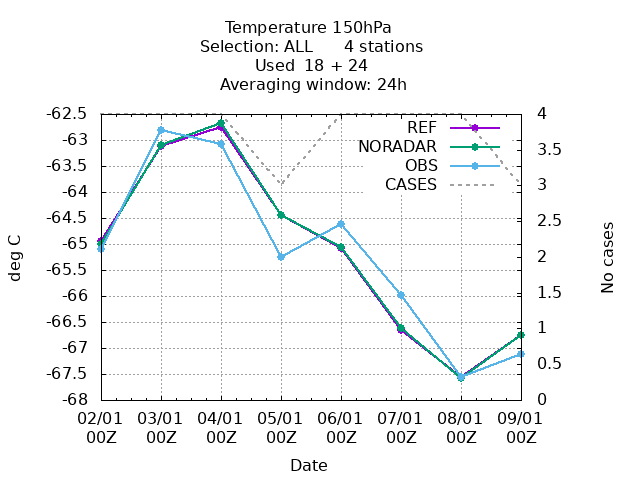 Temperature 150hPa
Selection: ALL 4 stations
Used 18 + 24
Averaging window: 24h
REF
NORADAR
OBS
CASES
deg C
-62.5
-63
-63.5
-64
-64.5
-65
-65.5
-66
-66.5
-67
-67.5
-68
4
3.5
3
2.5
2
1.5
1
0.5
0
No cases
02/01 03/01 04/01 05/01 06/01 07/01 08/01 09/01
00Z 00Z 00Z 00Z 00Z 00Z 00Z 00Z
Date